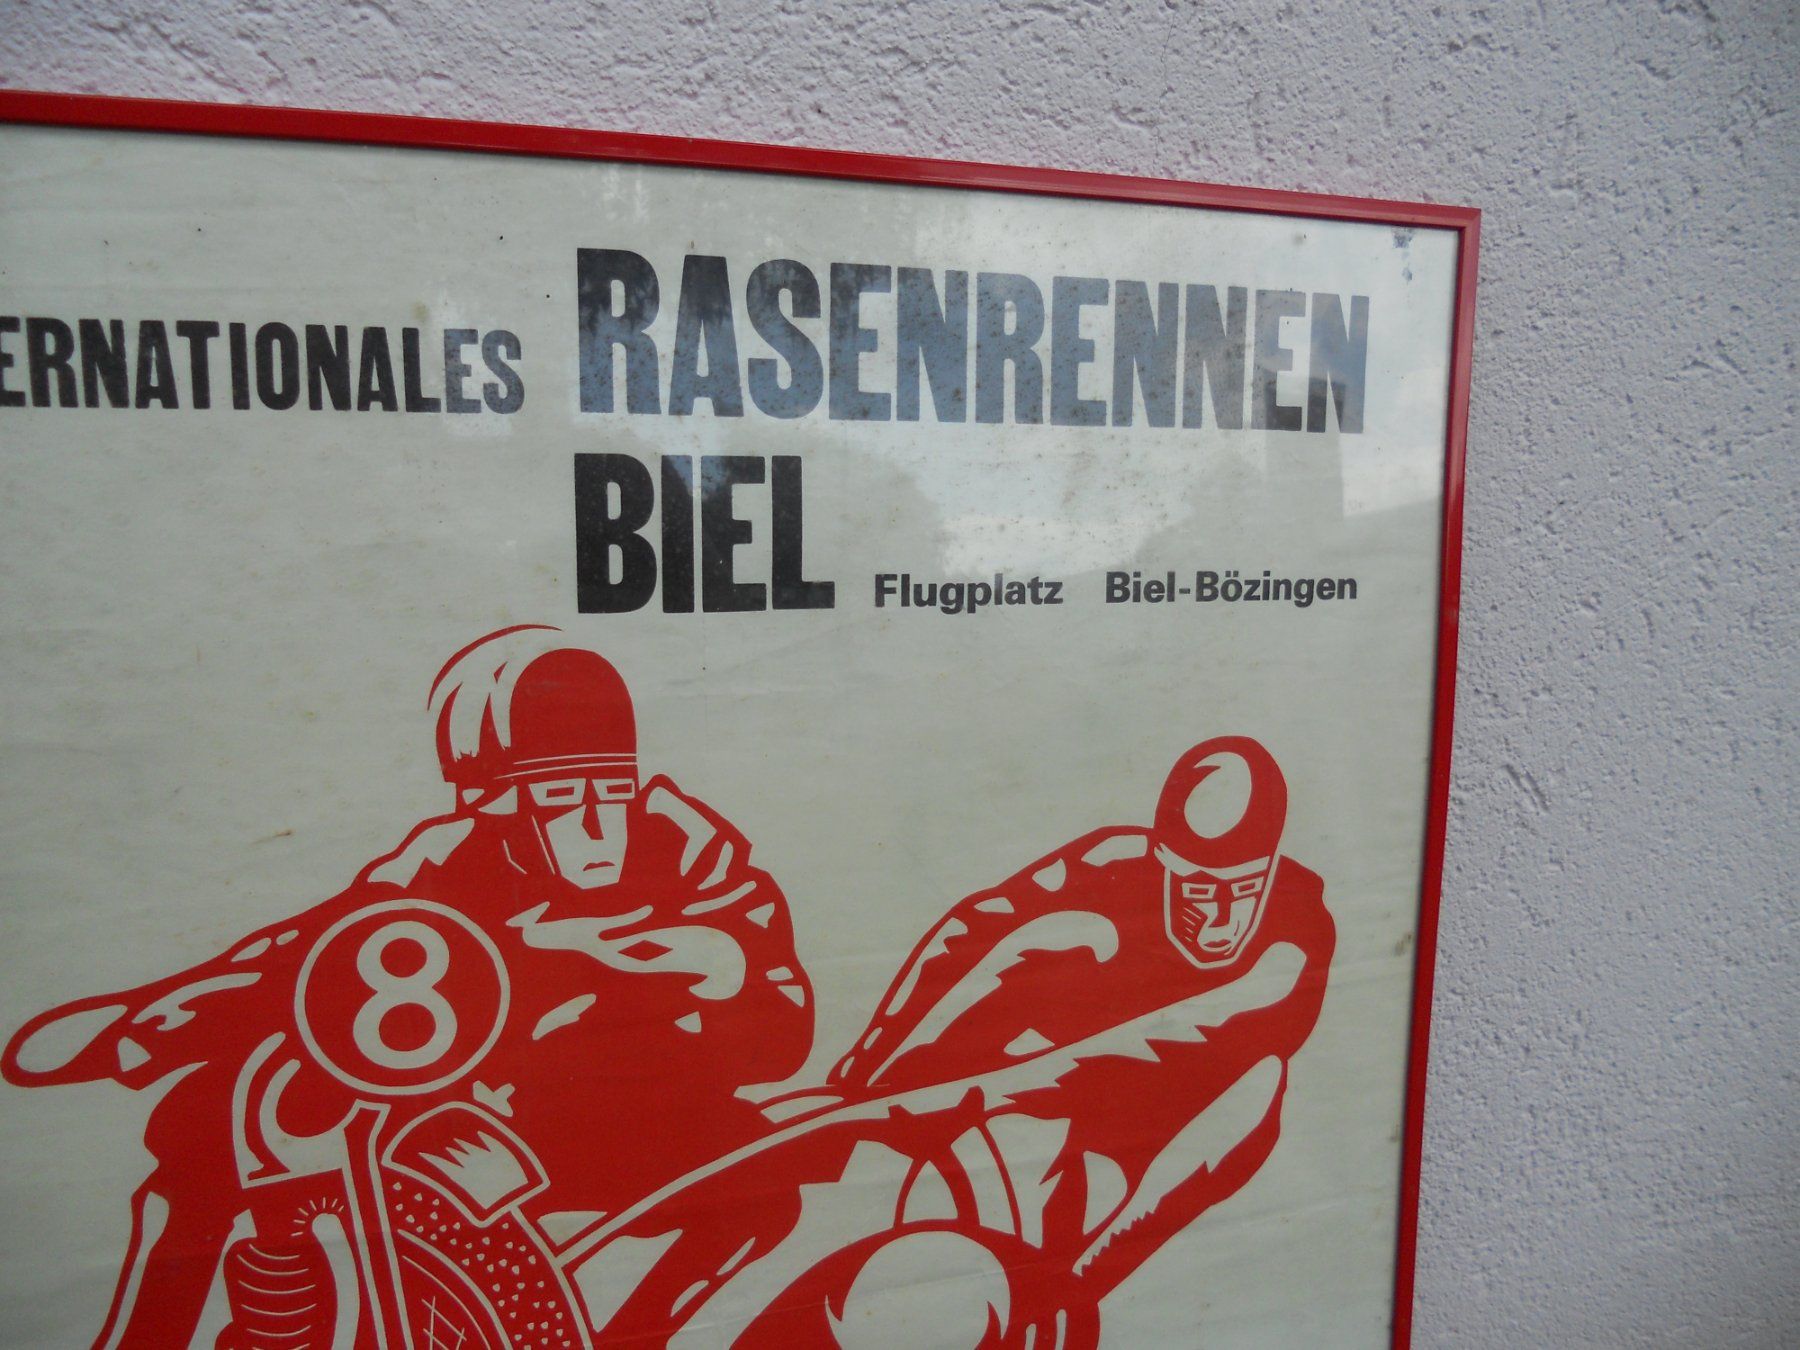 ERNATIONALES RASENRENNEN
BIEL Flugplatz Biel-Bözingen
8